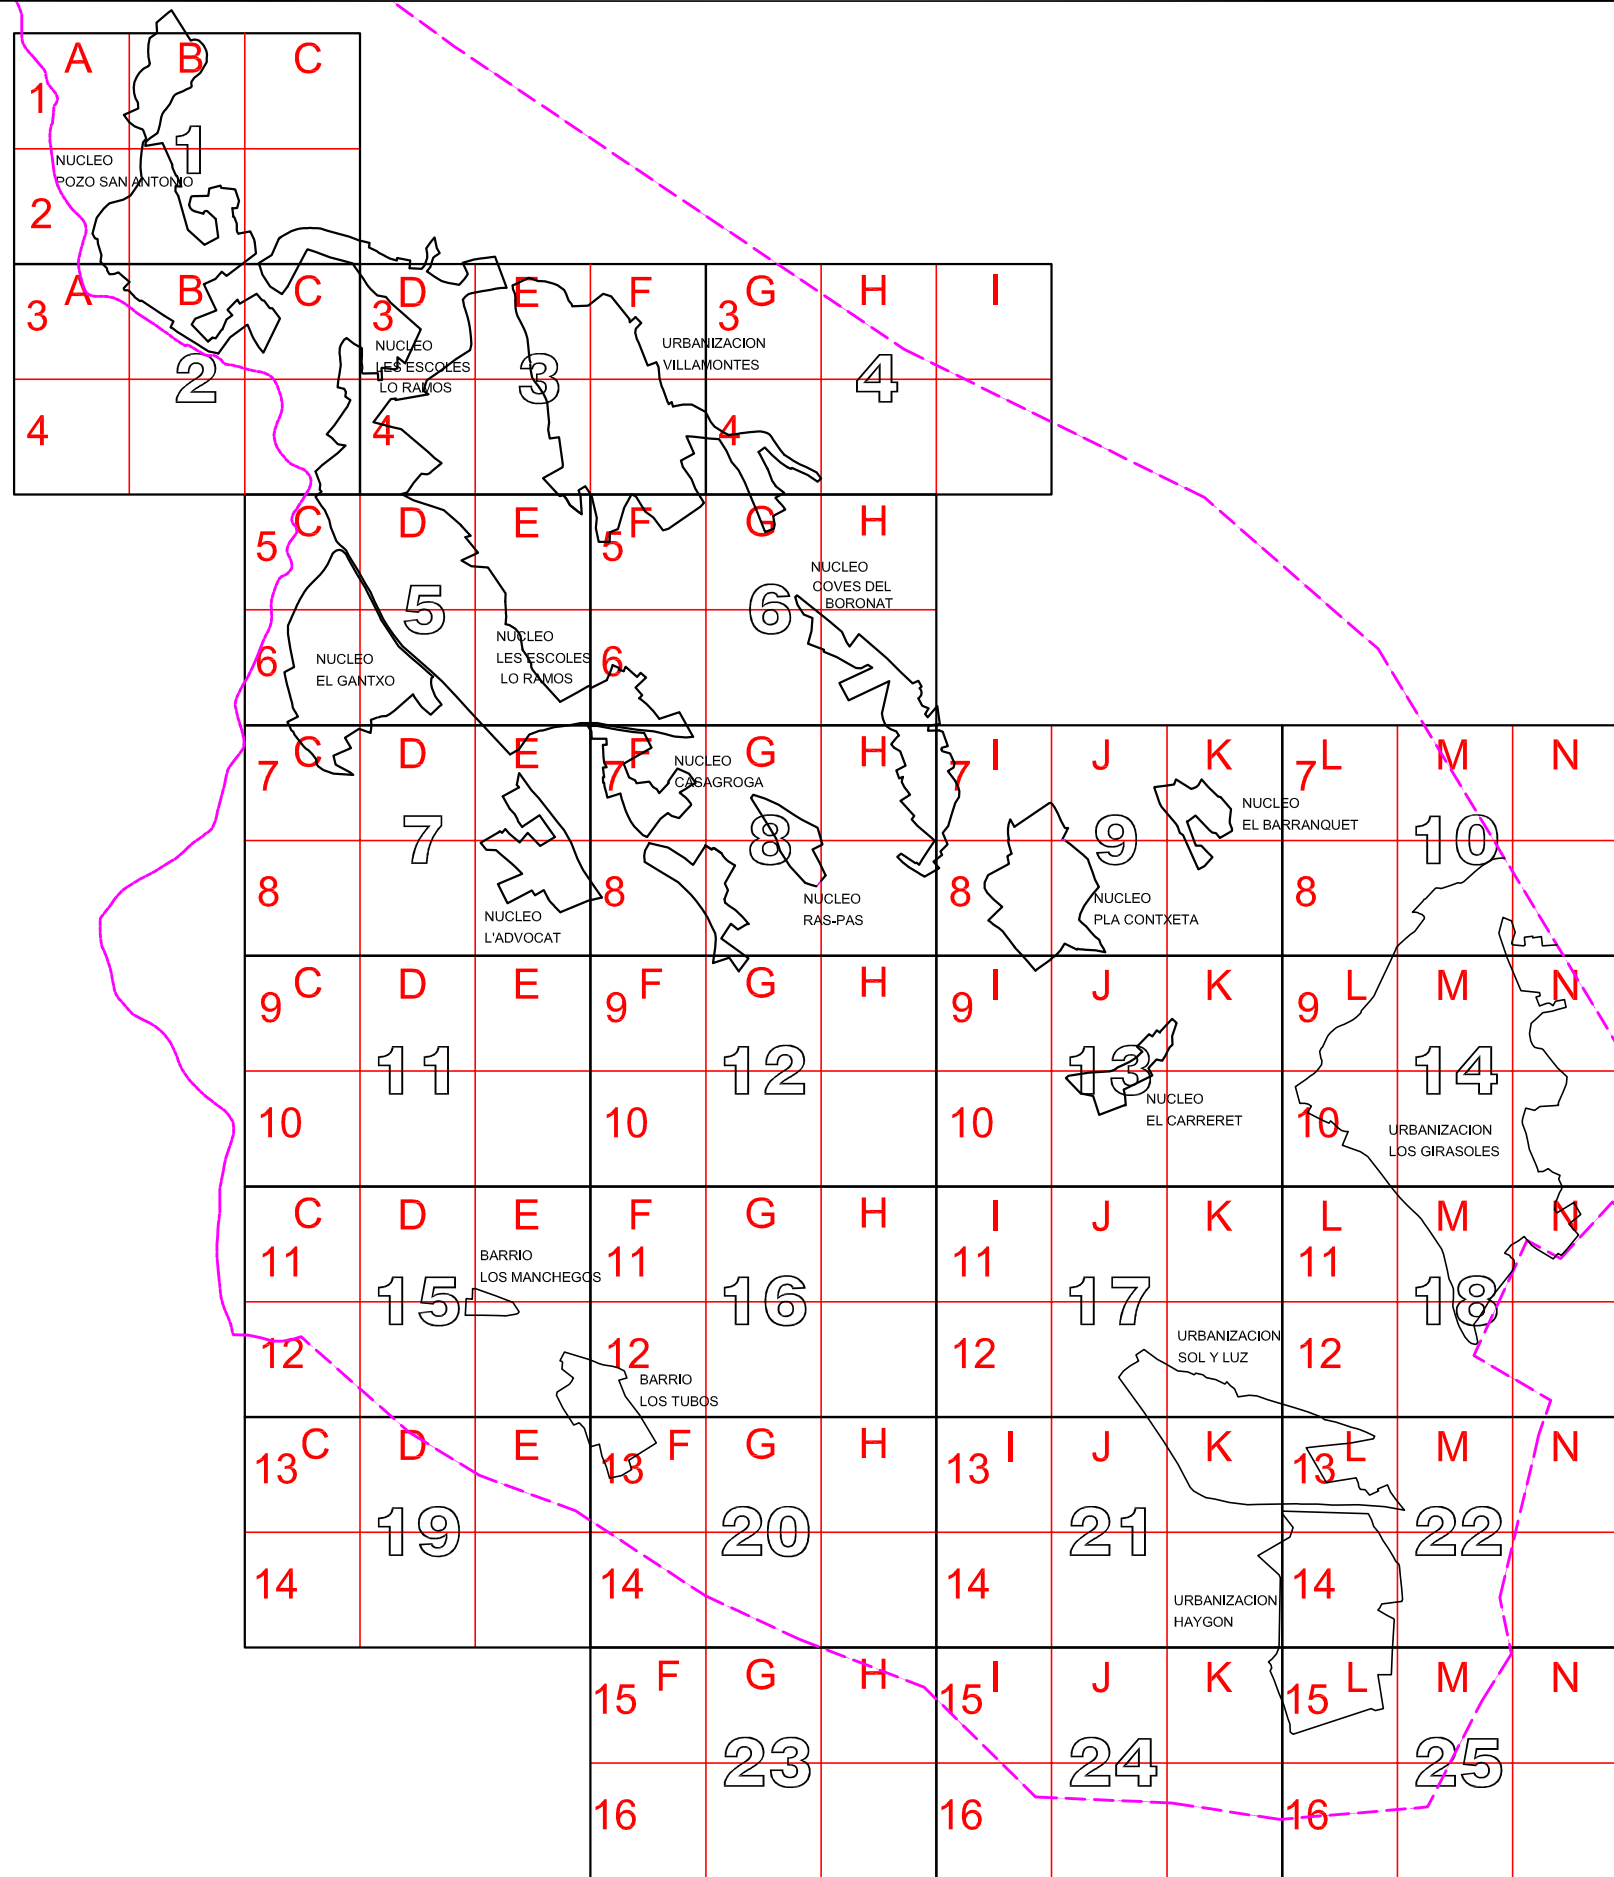 A B C
1
1
NUCLEO
POZO SAN ANTONIO
2
A B C D E F G H I
3 3 3
NUCLEO
LES ESCOLES
LO RAMOS
URBANIZACION
VILLAMONTES
2 3 4
4 4 4
C D E F G H
5 5
NUCLEO
COVES DEL
BORONAT
5 6
6 6
NUCLEO
EL GANTXO
NUCLEO
LES ESCOLES
LO RAMOS
C D E F G H I J K L M N
7 7 7 7
NUCLEO
CASAGROGA
NUCLEO
EL BARRANQUET
7 8 9 10
8 8 8 8
NUCLEO
L'ADVOCAT
NUCLEO
RAS-PAS
NUCLEO
PLA CONTXETA
C D E F G H I J K L M N
9 9 9 9
11 12 13 14
10 10 10 10
NUCLEO
EL CARRERET
URBANIZACION
LOS GIRASOLES
C D E F G H I J K L M N
11 11 11 11
BARRIO
LOS MANCHEGOS
15 16 17 18
12 12 12 12
URBANIZACION
SOL Y LUZ
BARRIO
LOS TUBOS
C D E F G H I J K L M N
13 13 13 13
19 20 21 22
14 14 14 14
URBANIZACION
HAYGON
F G H I J K L M N
15 15 15
23 24 25
16 16 16